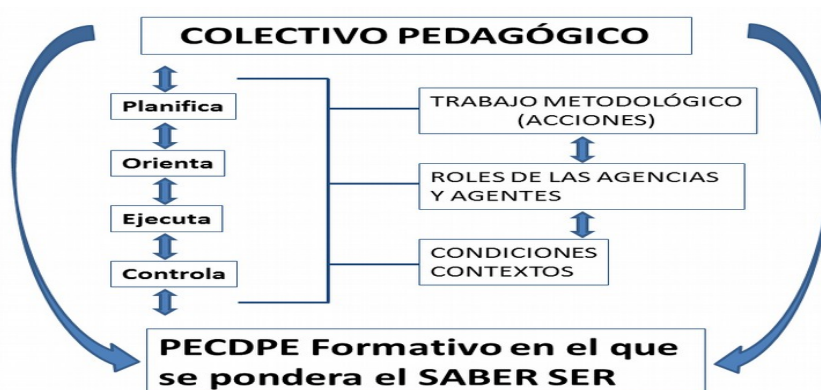 COLECTIVO PEDAGÓGICO
Planifica
Orienta
Ejecuta
Controla
TRABAJO METODOLÓGICO
(ACCIONES)
ROLES DE LAS AGENCIAS
Y AGENTES
CONDICIONES
CONTEXTOS
PECDPE Formativo en el que
se pondera el SABER SER